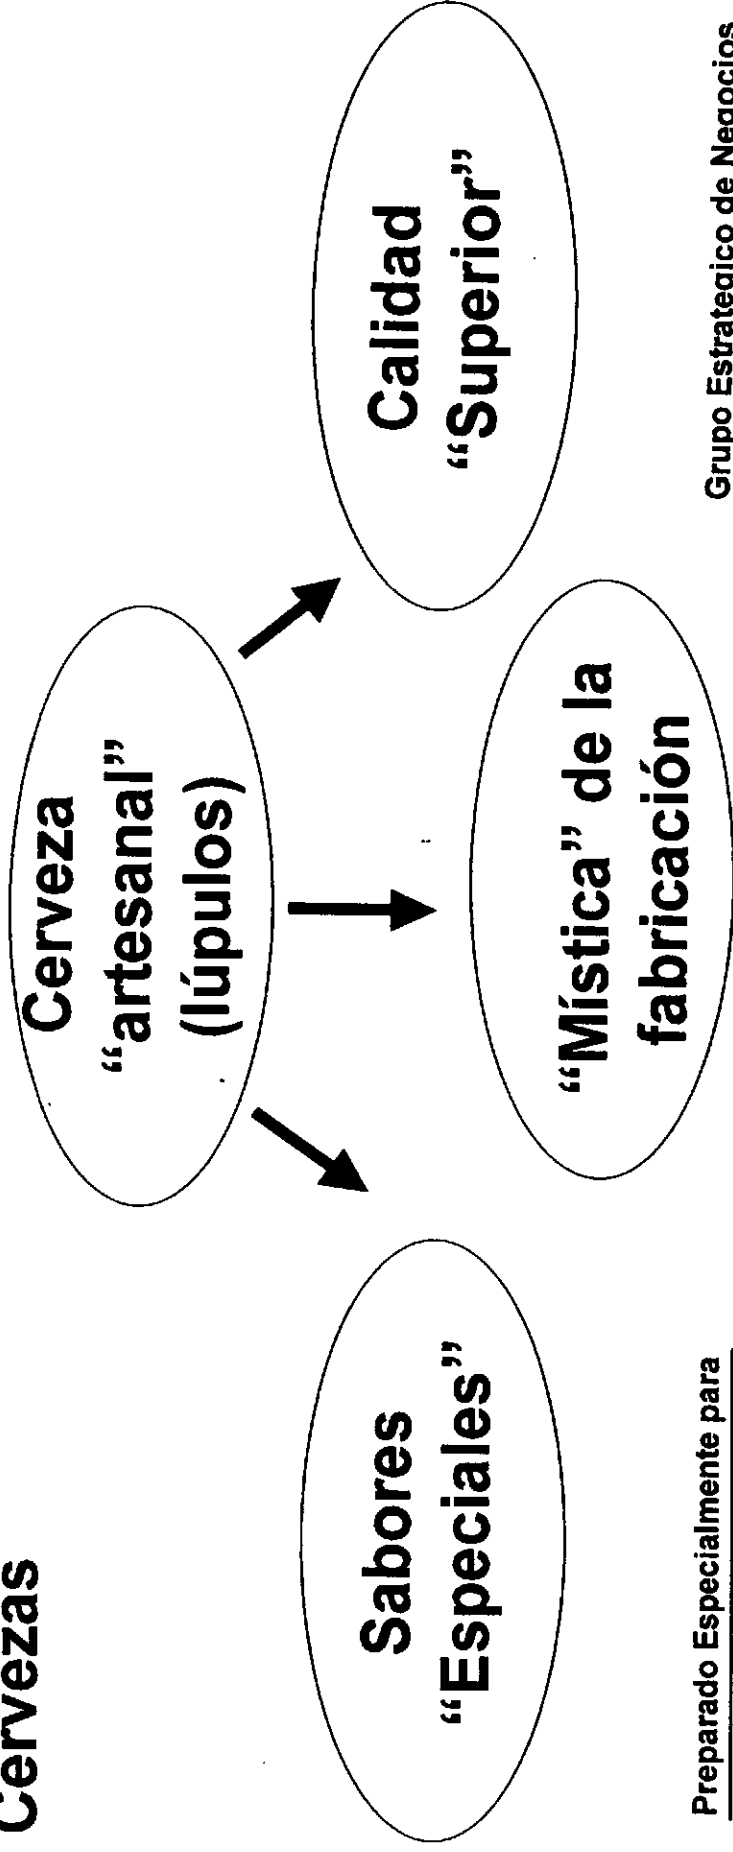 Cervezas
Cerveza
“artesanal”
(lúpulos)
Sabores
“Especiales”
“Mística” de la
fabricación
Calidad
“Superior”
Preparado Especialmente para
Grupo Estrategico de Negocios